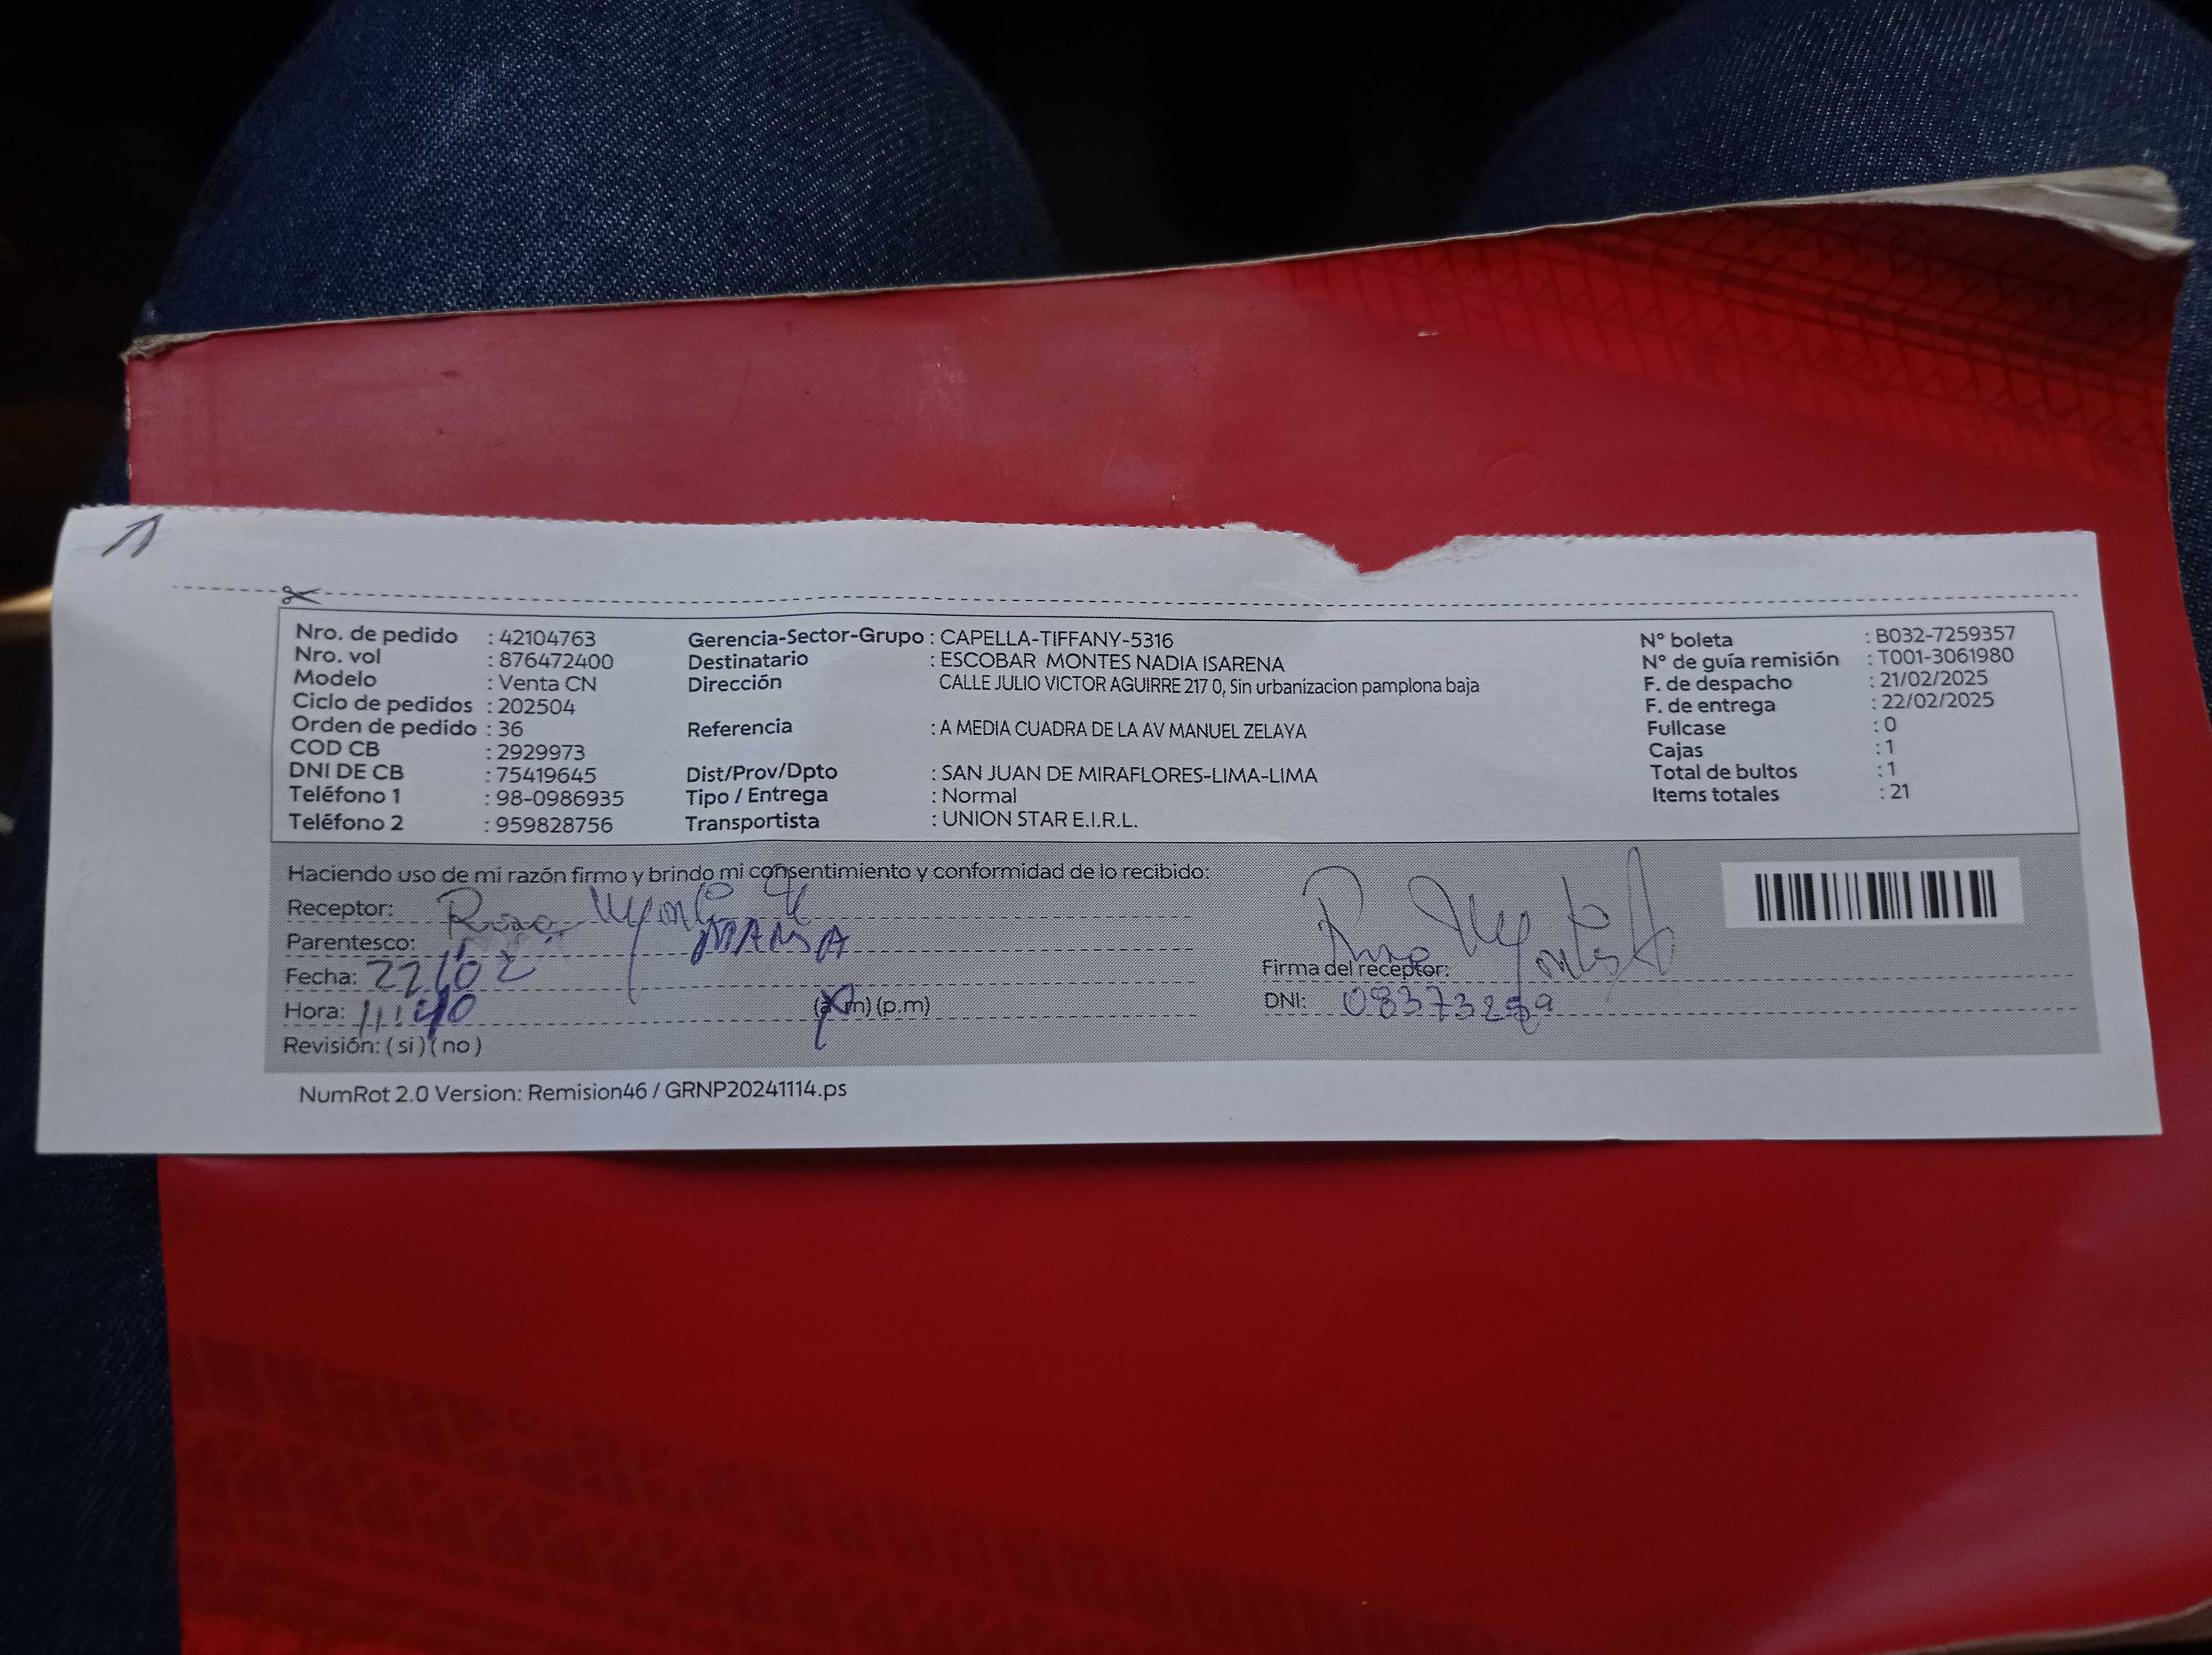 Nro. de pedido : 42104763 Gerencia-Sector-Grupo : CAPELLA-TIFFANY-5316 N° boleta : B032-7259357
Nro. vol : 876472400 Destinatario : ESCOBAR MONTES NADIA ISARENA N° de guía remisión : T001-3061980
Modelo : Venta CN Dirección CALLE JULIO VICTOR AGUIRRE 217 0, Sin urbanizacion pamplona baja F. de despacho : 21/02/2025
Ciclo de pedidos : 202504 F. de entrega : 22/02/2025
Orden de pedido : 36 Referencia : A MEDIA CUADRA DE LA AV MANUEL ZELAYA Fullcase : 0
COD CB : 2929973 Cajas : 1
DNI DE CB : 75419645 Dist/Prov/Dpto : SAN JUAN DE MIRAFLORES-LIMA-LIMA Total de bultos : 1
Teléfono 1 : 98-0986935 Tipo / Entrega : Normal Items totales : 21
Teléfono 2 : 959828756 Transportista : UNION STAR E.I.R.L.
Haciendo uso de mi razón firmo y brindo mi consentimiento y conformidad de lo recibido:
Receptor: Rosa
Parentesco: MAMA
Fecha: 22/02 Firma del receptor:
Hora: 11:40 (a.m) (p.m) DNI:
Revisión: ( si ) ( no )
NumRot 2.0 Version: Remision46 / GRNP20241114.ps